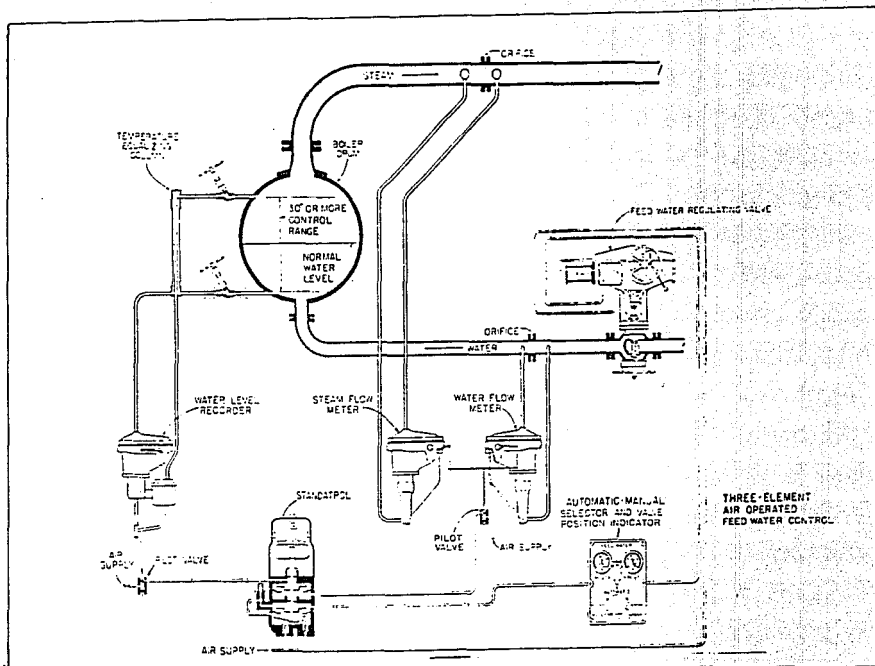 ORIFICE
STEAM
TEMPERATURE
EQUALIZING
COLUMN
BOILER
DRUM
30" OR MORE
CONTROL
RANGE
NORMAL
WATER
LEVEL
FEED WATER REGULATING VALVE
ORIFICE
WATER
WATER LEVEL
RECORDER
STEAM FLOW
METER
WATER FLOW
METER
STANDATROL
AUTOMATIC-MANUAL
SELECTOR AND VALVE
POSITION INDICATOR
THREE-ELEMENT
AIR OPERATED
FEED WATER CONTROL
PILOT
VALVE
AIR SUPPLY
AIR
SUPPLY
PILOT VALVE
AIR SUPPLY